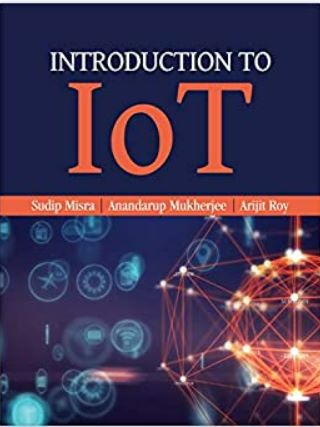 INTRODUCTION TO
IoT
Sudip Misra | Anandarup Mukherjee | Arijit Roy